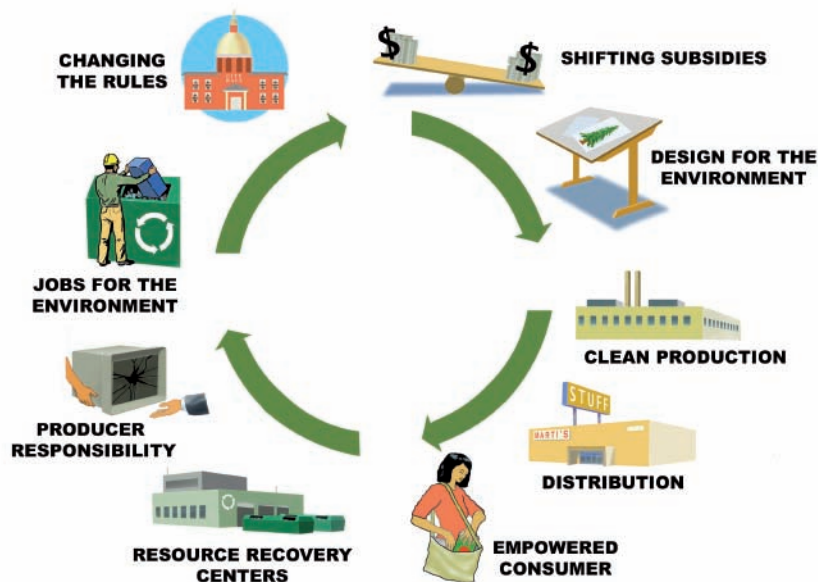 CHANGING
THE RULES
$
$
SHIFTING SUBSIDIES
DESIGN FOR THE
ENVIRONMENT
CLEAN PRODUCTION
STUFF
MARTI'S
DISTRIBUTION
EMPOWERED
CONSUMER
RESOURCE RECOVERY
CENTERS
PRODUCER
RESPONSIBILITY
JOBS FOR THE
ENVIRONMENT